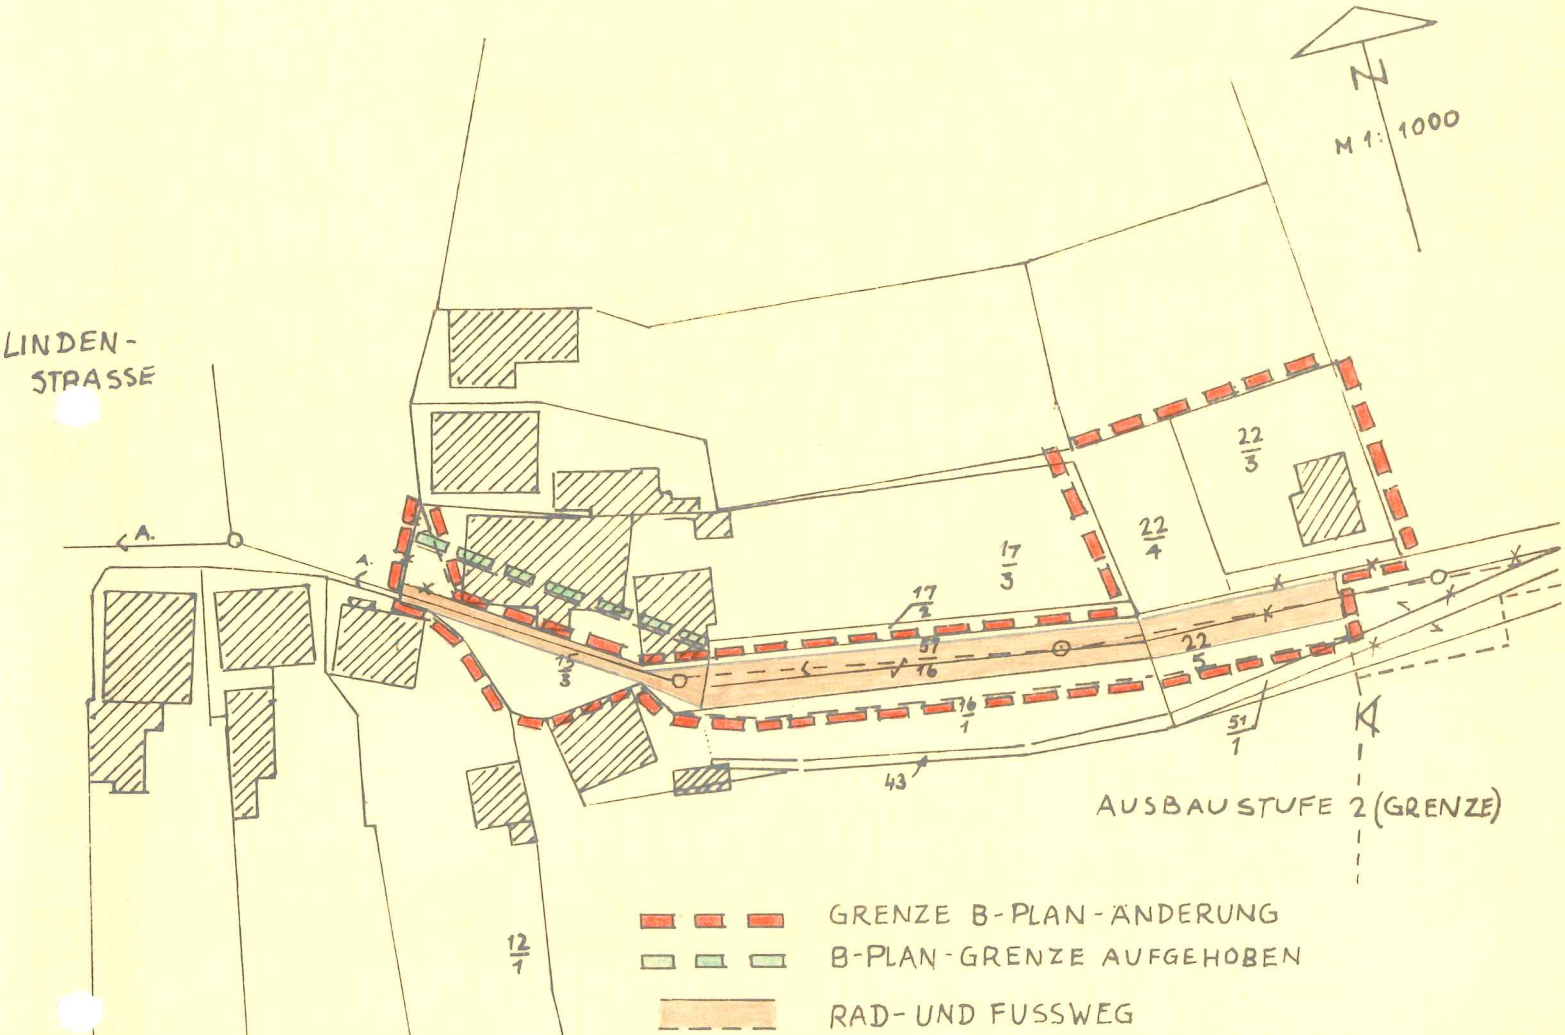 N
M 1: 1000
LINDEN-
STRASSE
A.
A.
22
3
22
4
17
3
17
2
51
16
22
5
15
3
16
1
51
1
43
AUSBAUSTUFE 2 (GRENZE)
12
1
GRENZE B-PLAN-ÄNDERUNG
B-PLAN-GRENZE AUFGEHOBEN
RAD- UND FUSSWEG